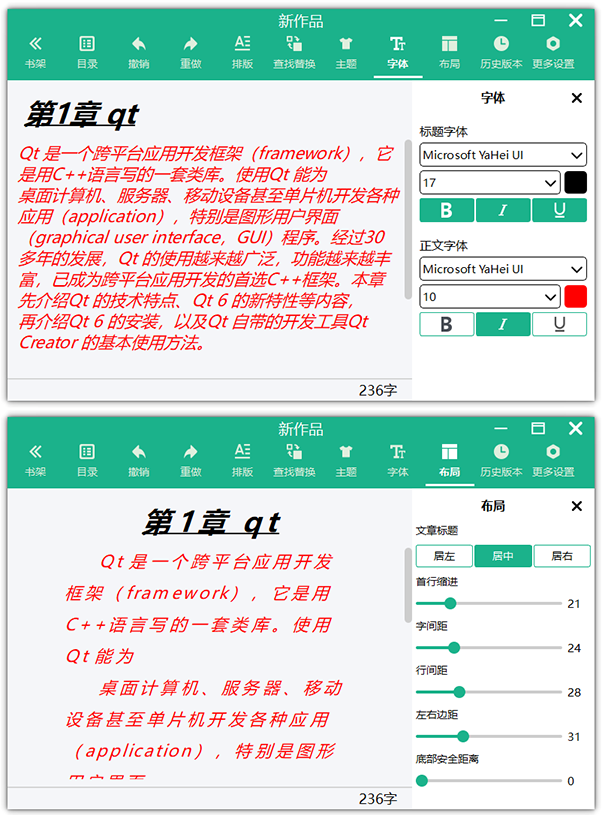 新作品
书架 目录 撤销 重做 排版 查找替换 主题 字体 布局 历史版本 更多设置
第1章 qt
Qt 是一个跨平台应用开发框架（framework），它
是用C++语言写的一套类库。使用Qt 能为
桌面计算机、服务器、移动设备甚至单片机开发各种
应用（application），特别是图形用户界面
（graphical user interface，GUI）程序。经过30
多年的发展，Qt 的使用越来越广泛，功能越来越丰
富，已成为跨平台应用开发的首选C++框架。本章
先介绍Qt 的技术特点、Qt 6 的新特性等内容，
再介绍Qt 6 的安装，以及Qt 自带的开发工具Qt
Creator 的基本使用方法。
236字
字体
标题字体
Microsoft YaHei UI
17
B I U
正文字体
Microsoft YaHei UI
10
B I U
新作品
书架 目录 撤销 重做 排版 查找替换 主题 字体 布局 历史版本 更多设置
第1章 qt
Qt 是一个跨平台应用开发
框架（framework），它是用
C++语言写的一套类库。使用
Qt 能为
桌面计算机、服务器、移动
设备甚至单片机开发各种应用
（application），特别是图形
用户界面
236字
布局
文章标题
居左 居中 居右
首行缩进
21
字间距
24
行间距
28
左右边距
31
底部安全距离
0